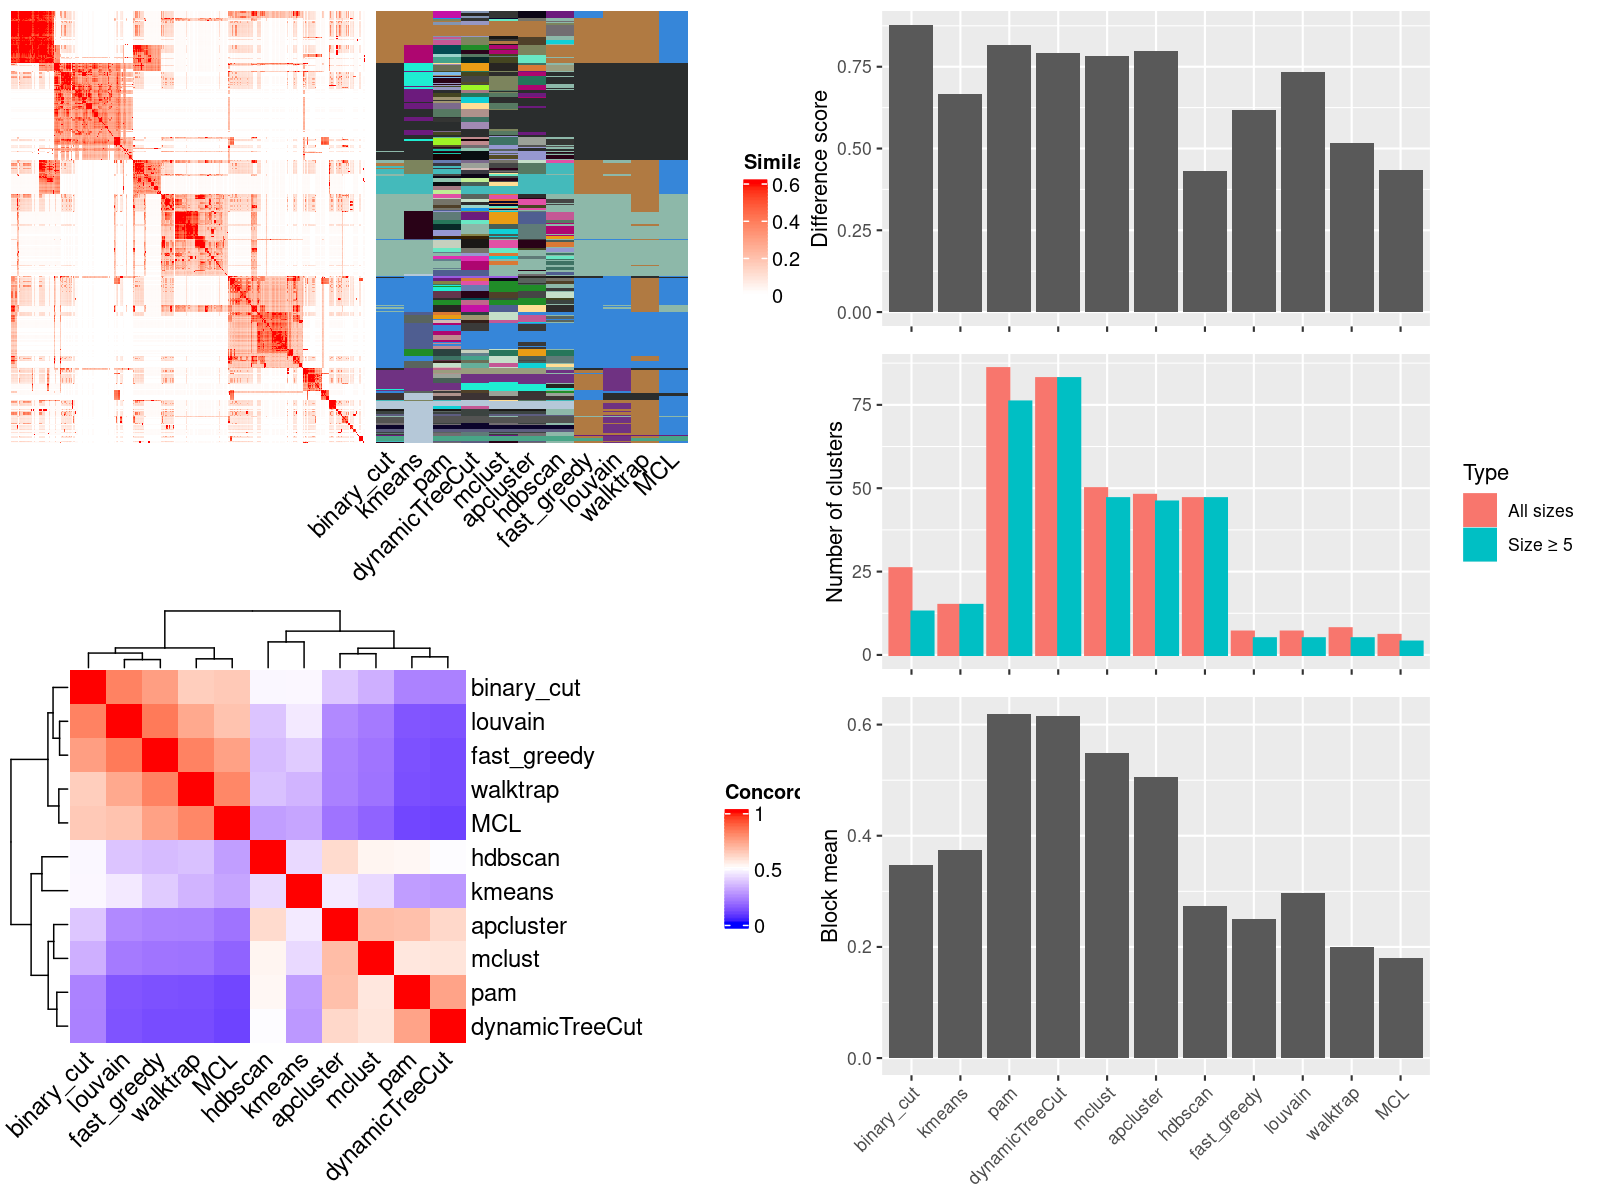 Simila
0.6
0.4
0.2
0
binary_cut
kmeans
pam
dynamicTreeCut
mclust
apcluster
hdbscan
fast_greedy
louvain
walktrap
MCL
binary_cut
louvain
fast_greedy
walktrap
MCL
hdbscan
kmeans
apcluster
mclust
pam
dynamicTreeCut
Concord
1
0.5
0
binary_cut
louvain
fast_greedy
walktrap
MCL
hdbscan
kmeans
apcluster
mclust
pam
dynamicTreeCut
Difference score
0.75
0.50
0.25
0.00
Number of clusters
75
50
25
0
Type
All sizes
Size ≥ 5
Block mean
0.6
0.4
0.2
0.0
binary_cut
kmeans
pam
dynamicTreeCut
mclust
apcluster
hdbscan
fast_greedy
louvain
walktrap
MCL